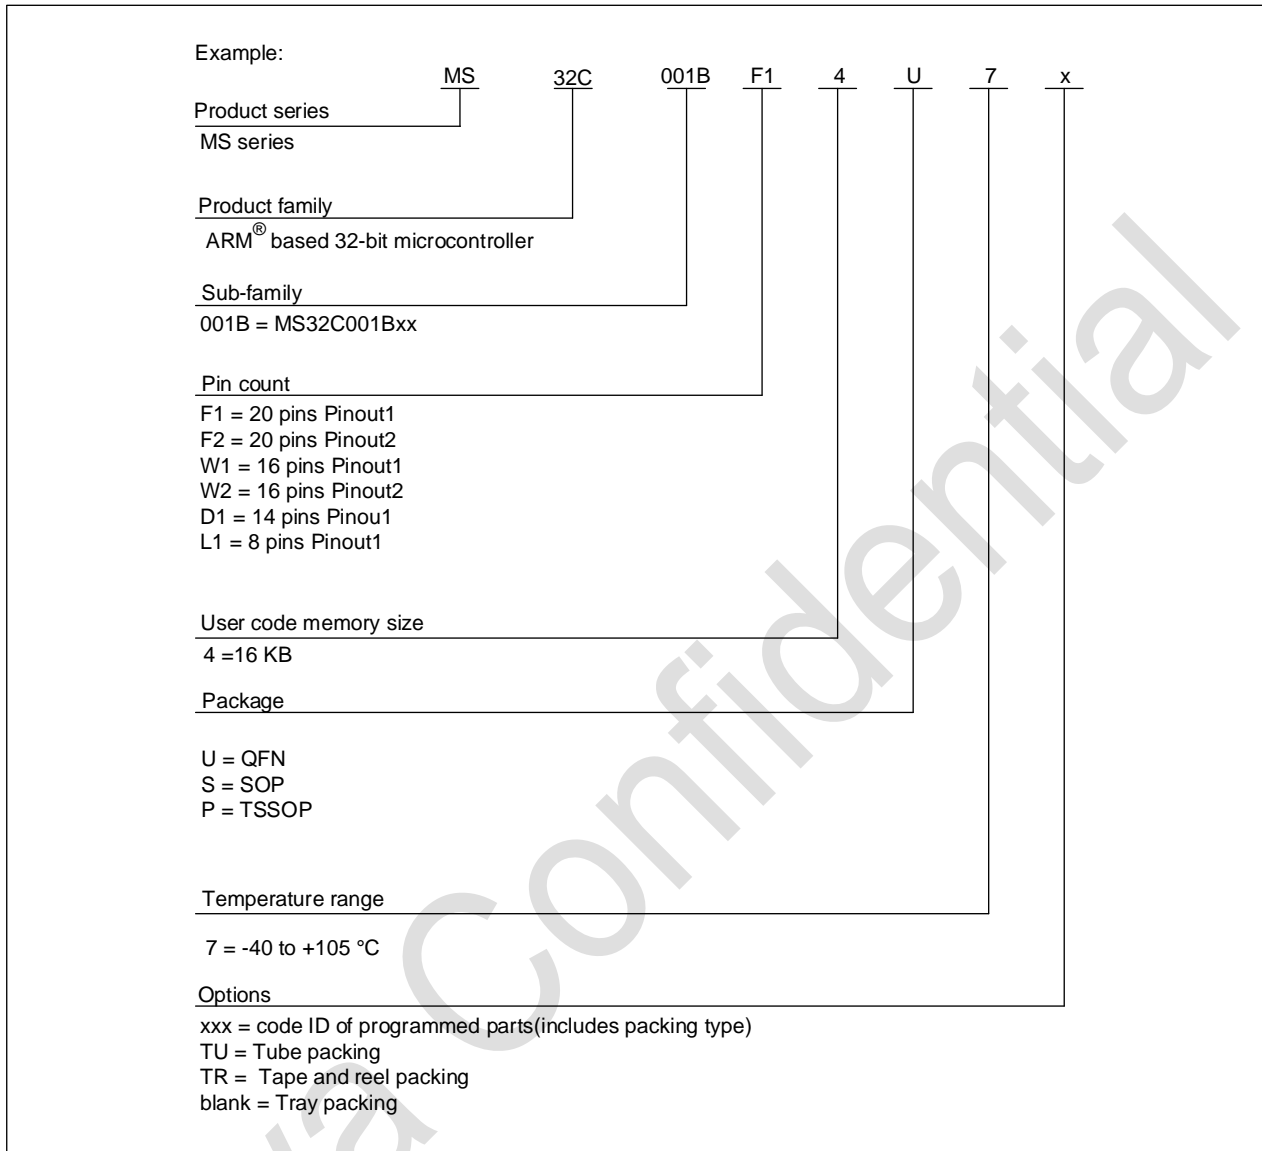 Example:
MS 32C 001B F1 4 U 7 x
Product series
MS series
Product family
ARM® based 32-bit microcontroller
Sub-family
001B = MS32C001Bxx
Pin count
F1 = 20 pins Pinout1
F2 = 20 pins Pinout2
W1 = 16 pins Pinout1
W2 = 16 pins Pinout2
D1 = 14 pins Pinou1
L1 = 8 pins Pinout1
User code memory size
4 =16 KB
Package
U = QFN
S = SOP
P = TSSOP
Temperature range
7 = -40 to +105 °C
Options
xxx = code ID of programmed parts(includes packing type)
TU = Tube packing
TR = Tape and reel packing
blank = Tray packing
Confidential